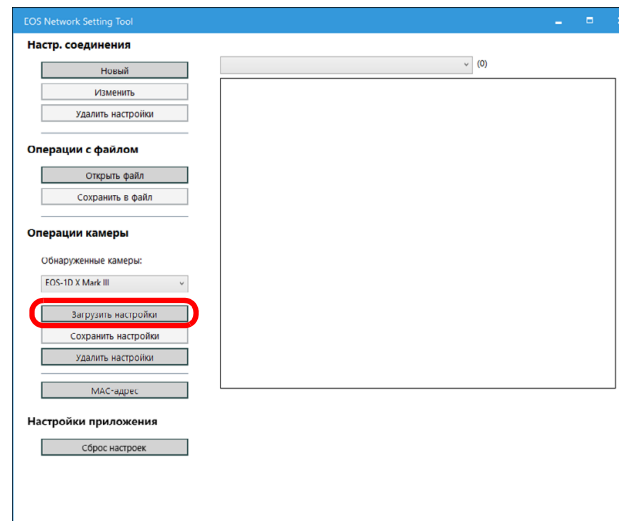 EOS Network Setting Tool
Настр. соединения
(0)
Новый
Изменить
Удалить настройки
Операции с файлом
Открыть файл
Сохранить в файл
Операции камеры
Обнаруженные камеры:
EOS-1D X Mark III
Загрузить настройки
Сохранить настройки
Удалить настройки
MAC-адрес
Настройки приложения
Сброс настроек